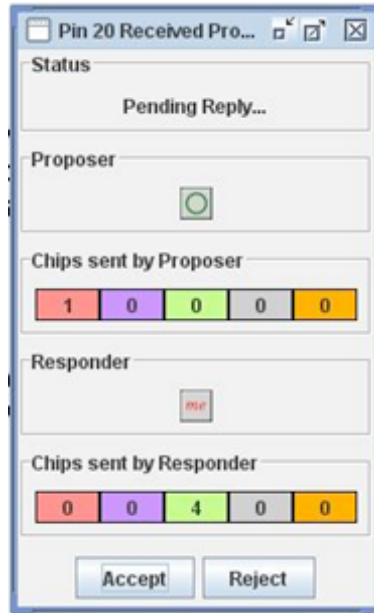 Pin 20 Received Pro...
Status
Pending Reply...
Proposer
Chips sent by Proposer
1 0 0 0 0
Responder
me
Chips sent by Responder
0 0 4 0 0
Accept Reject